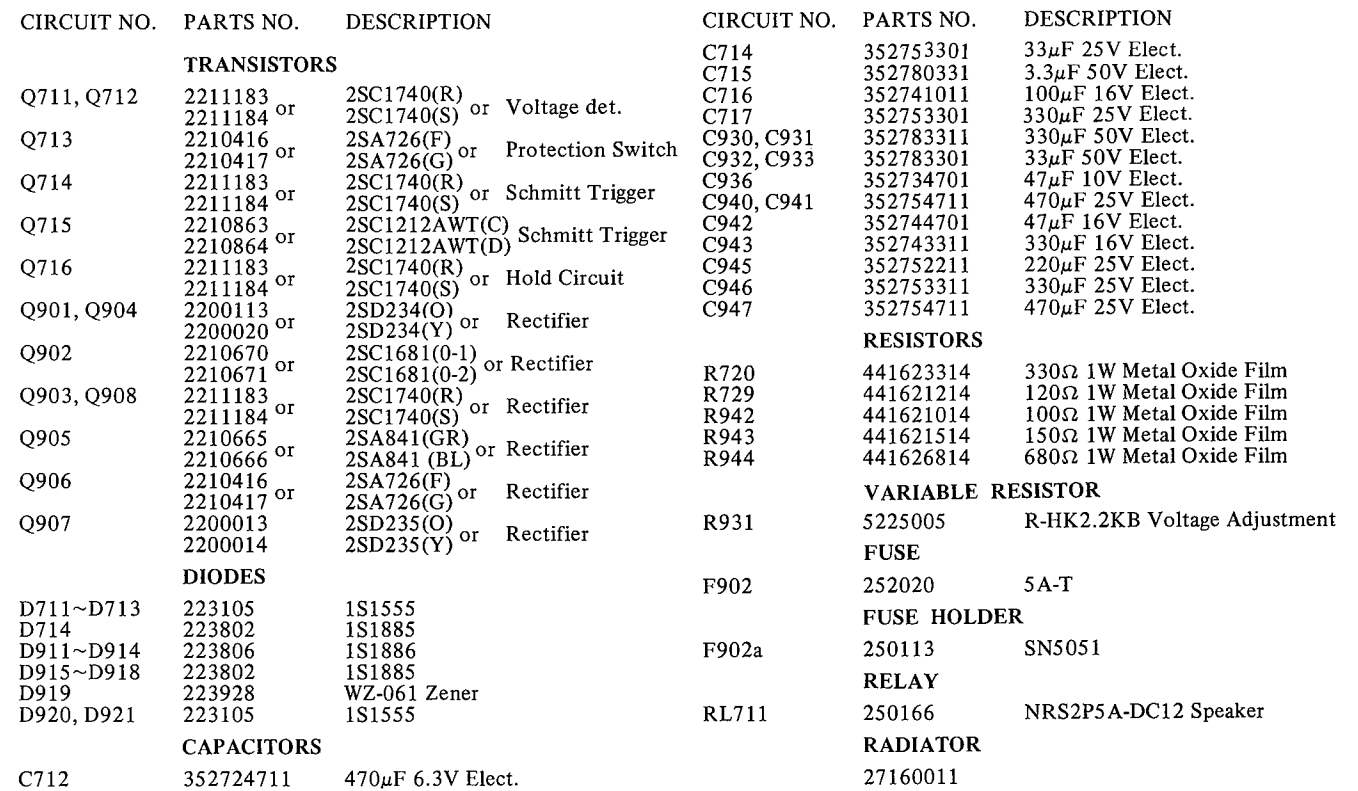 CIRCUIT NO. PARTS NO. DESCRIPTION
TRANSISTORS
Q711, Q712 2211183 or 2SC1740(R) or Voltage det.
2211184 2SC1740(S)
Q713 2210416 or 2SA726(F) or Protection Switch
2210417 2SA726(G)
Q714 2211183 or 2SC1740(R) or Schmitt Trigger
2211184 2SC1740(S)
Q715 2210863 or 2SC1212AWT(C) Schmitt Trigger
2210864 2SC1212AWT(D)
Q716 2211183 or 2SC1740(R) or Hold Circuit
2211184 2SC1740(S)
Q901, Q904 2200113 or 2SD234(O) or Rectifier
2200020 2SD234(Y)
Q902 2210670 or 2SC1681(0-1) or Rectifier
2210671 2SC1681(0-2)
Q903, Q908 2211183 or 2SC1740(R) or Rectifier
2211184 2SC1740(S)
Q905 2210665 or 2SA841(GR) or Rectifier
2210666 2SA841 (BL)
Q906 2210416 or 2SA726(F) or Rectifier
2210417 2SA726(G)
Q907 2200013 2SD235(O) or Rectifier
2200014 2SD235(Y)
DIODES
D711~D713 223105 1S1555
D714 223802 1S1885
D911~D914 223806 1S1886
D915~D918 223802 1S1885
D919 223928 WZ-061 Zener
D920, D921 223105 1S1555
CAPACITORS
C712 352724711 470μF 6.3V Elect.
CIRCUIT NO. PARTS NO. DESCRIPTION
C714 352753301 33μF 25V Elect.
C715 352780331 3.3μF 50V Elect.
C716 352741011 100μF 16V Elect.
C717 352753301 330μF 25V Elect.
C930, C931 352783311 330μF 50V Elect.
C932, C933 352783301 33μF 50V Elect.
C936 352734701 47μF 10V Elect.
C940, C941 352754711 470μF 25V Elect.
C942 352744701 47μF 16V Elect.
C943 352743311 330μF 16V Elect.
C945 352752211 220μF 25V Elect.
C946 352753311 330μF 25V Elect.
C947 352754711 470μF 25V Elect.
RESISTORS
R720 441623314 330Ω 1W Metal Oxide Film
R729 441621214 120Ω 1W Metal Oxide Film
R942 441621014 100Ω 1W Metal Oxide Film
R943 441621514 150Ω 1W Metal Oxide Film
R944 441626814 680Ω 1W Metal Oxide Film
VARIABLE RESISTOR
R931 5225005 R-HK2.2KB Voltage Adjustment
FUSE
F902 252020 5A-T
FUSE HOLDER
F902a 250113 SN5051
RELAY
RL711 250166 NRS2P5A-DC12 Speaker
RADIATOR
27160011